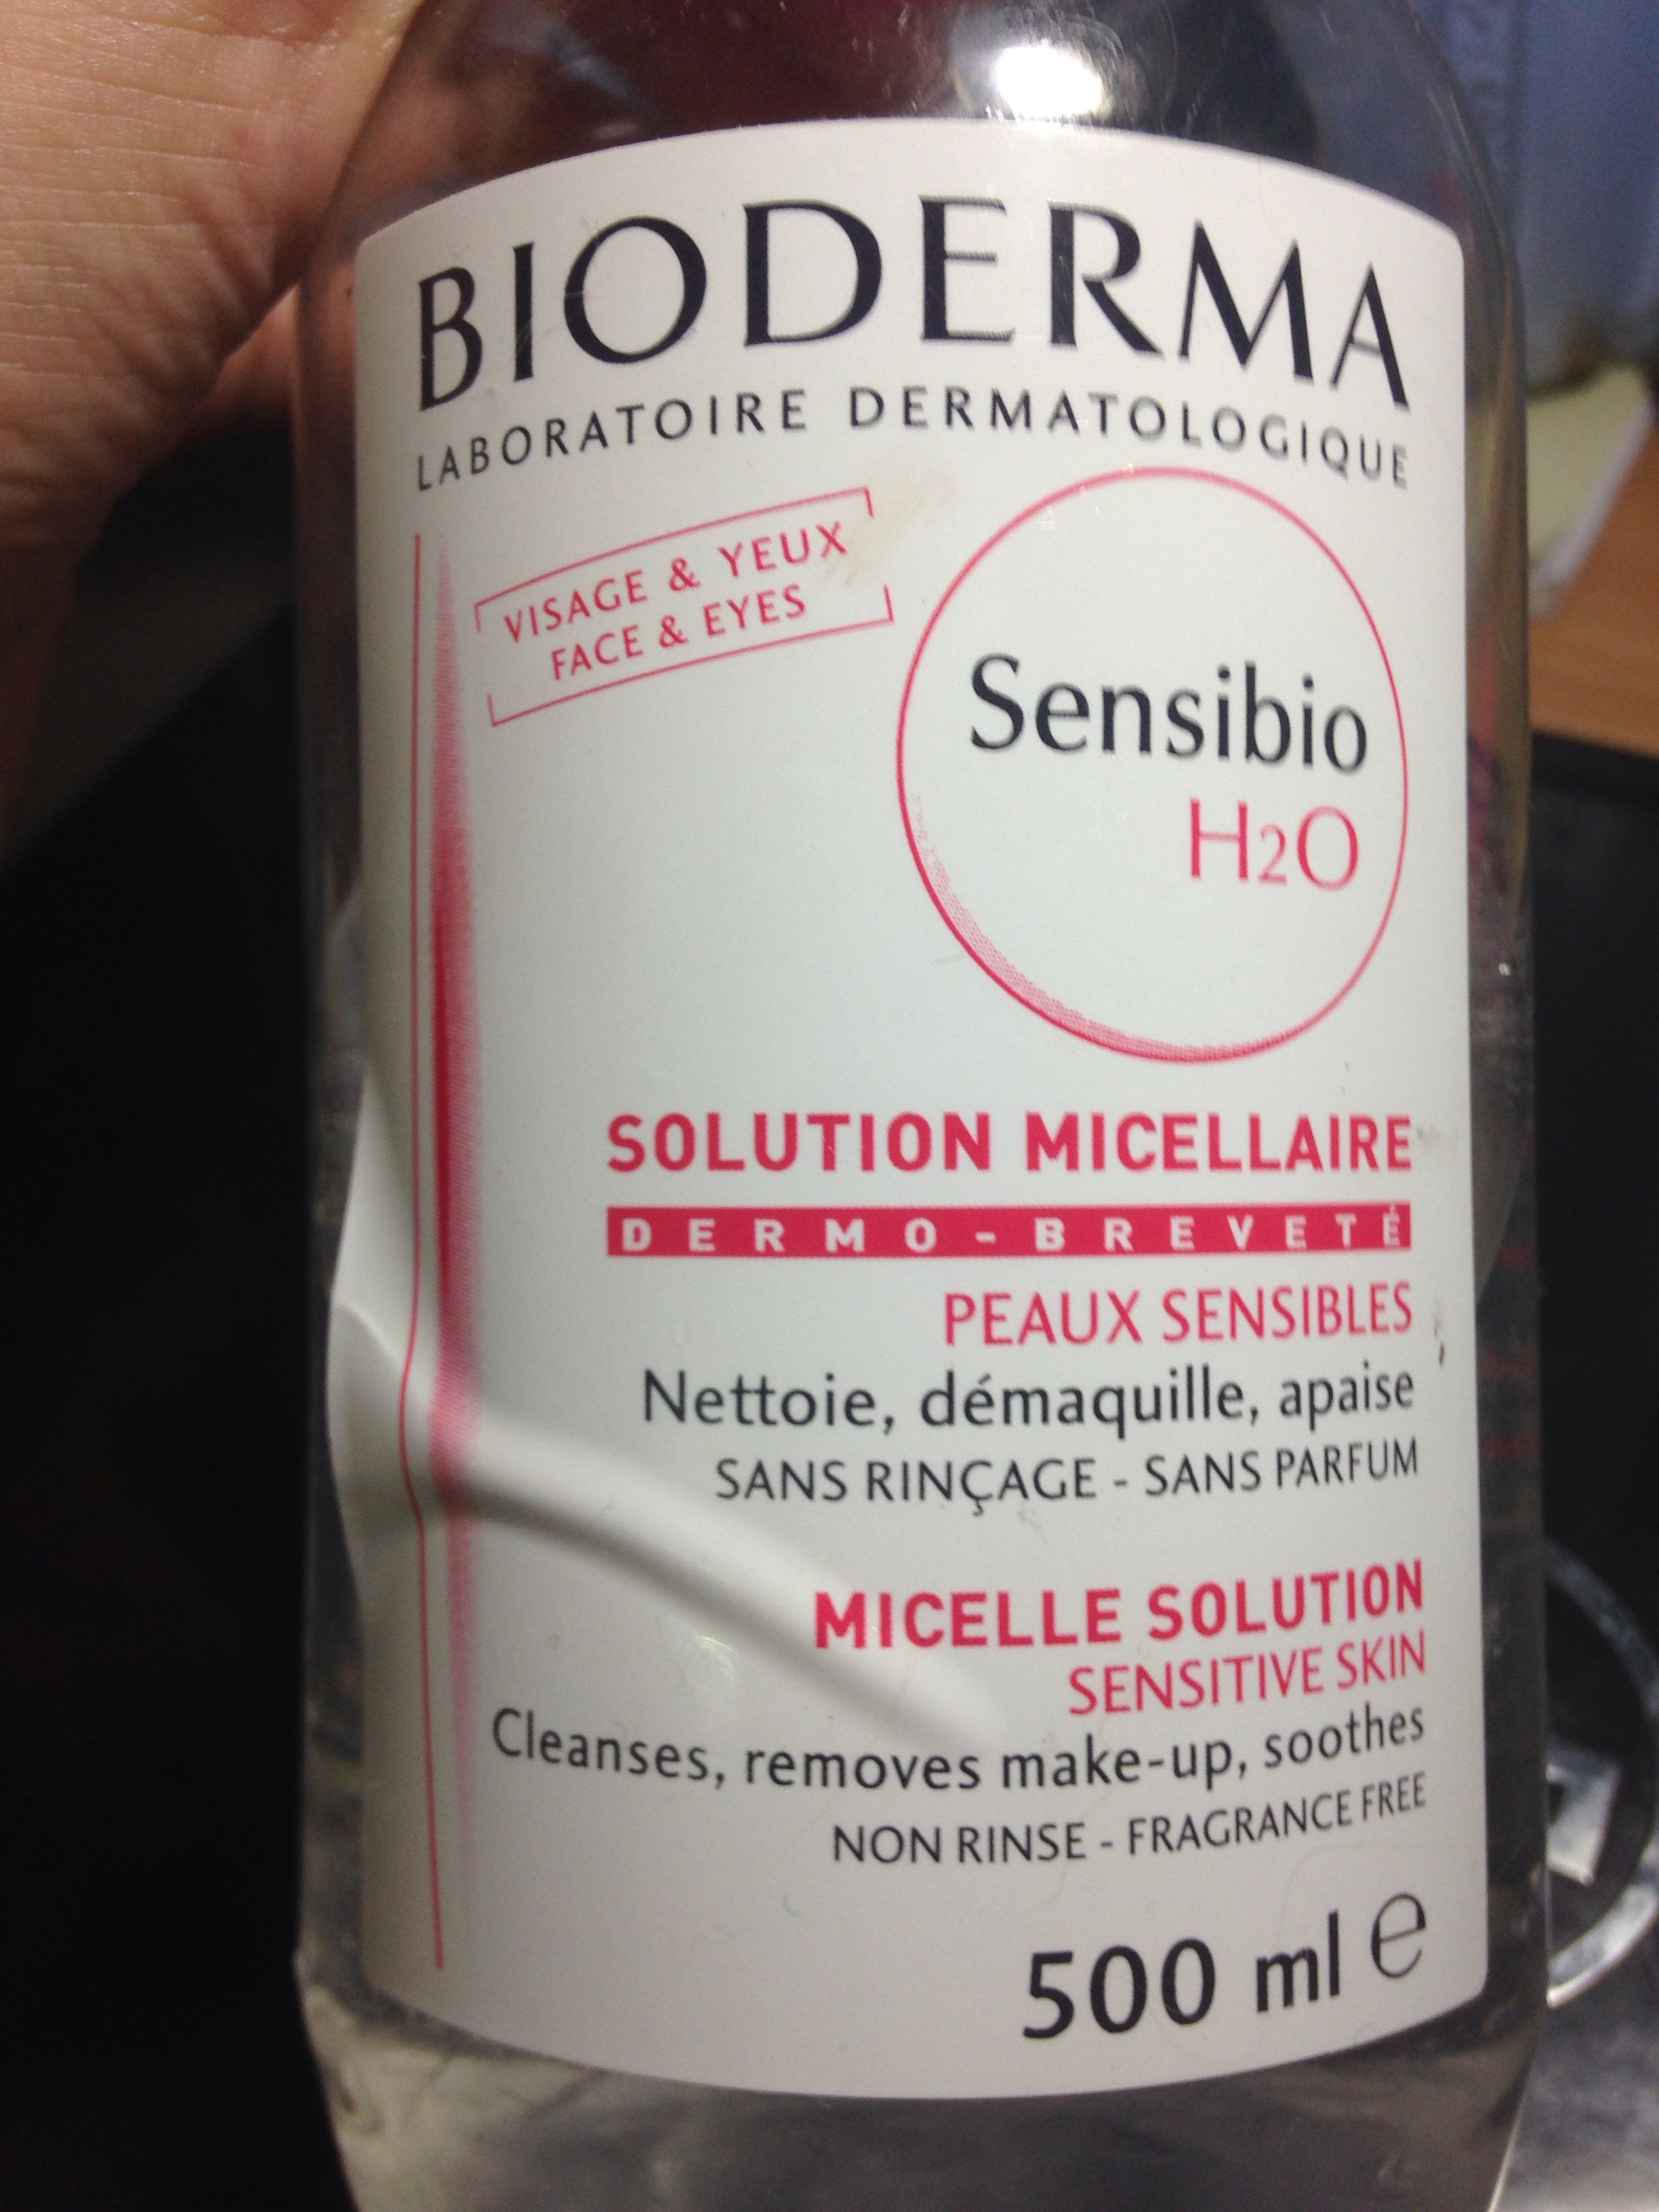 BIODERMA
LABORATOIRE DERMATOLOGIQUE
VISAGE & YEUX
FACE & EYES
Sensibio
H2O
SOLUTION MICELLAIRE
DERMO-BREVETÉ
PEAUX SENSIBLES
Nettoie, démaquille, apaise
SANS RINÇAGE - SANS PARFUM
MICELLE SOLUTION
SENSITIVE SKIN
Cleanses, removes make-up, soothes
NON RINSE - FRAGRANCE FREE
500 ml e